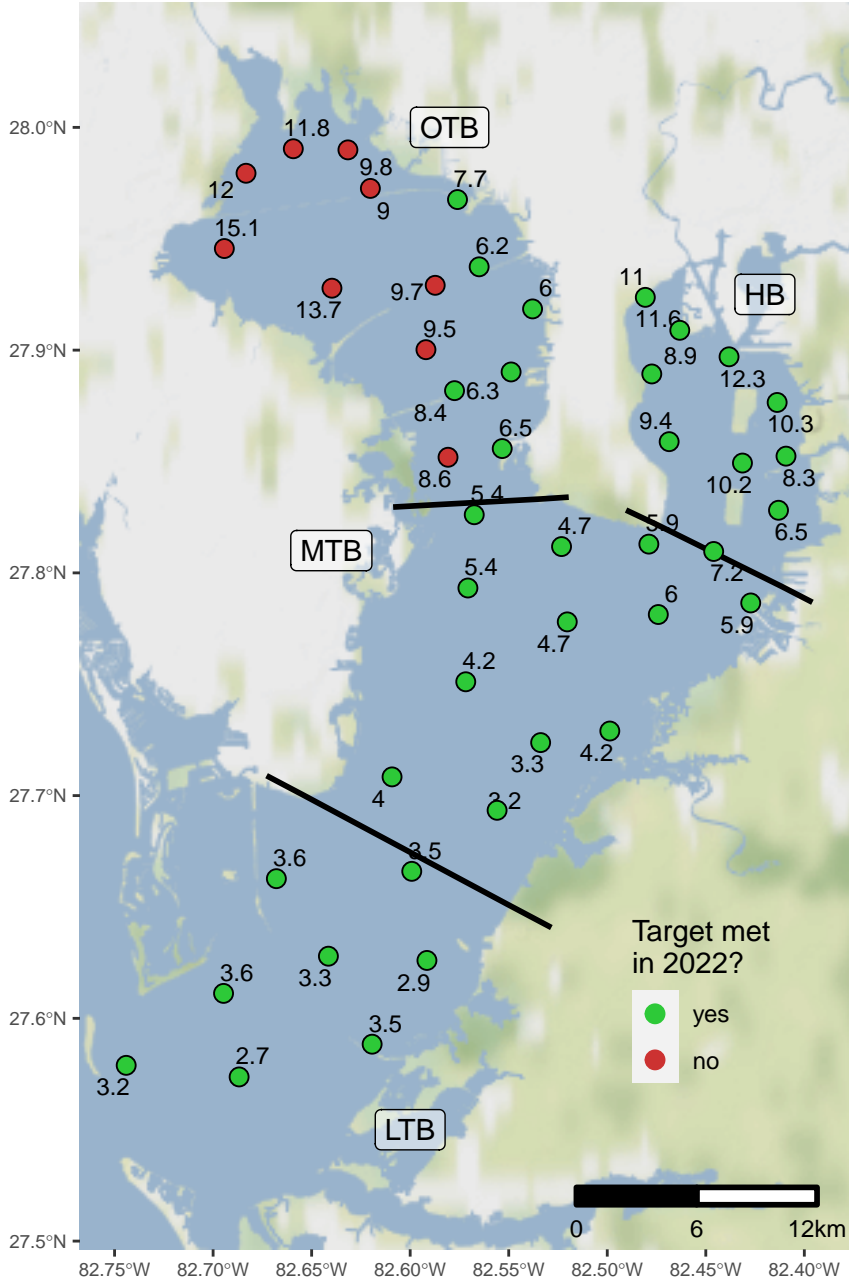 28.0°N
27.9°N
27.8°N
27.7°N
27.6°N
27.5°N
82.75°W
82.70°W
82.65°W
82.60°W
82.55°W
82.50°W
82.45°W
82.40°W
OTB
HB
MTB
LTB
11.8
9.8
12
9
7.7
15.1
6.2
13.7
9.7
6
9.5
8.4
6.3
6.5
8.6
11
11.6
8.9
12.3
10.3
9.4
10.2
8.3
6.5
5.4
4.7
5.9
7.2
5.4
4.7
6
5.9
4.2
3.3
4.2
4
3.2
3.5
3.6
3.3
2.9
3.6
3.5
3.2
2.7
Target met
in 2022?
yes
no
0
6
12km